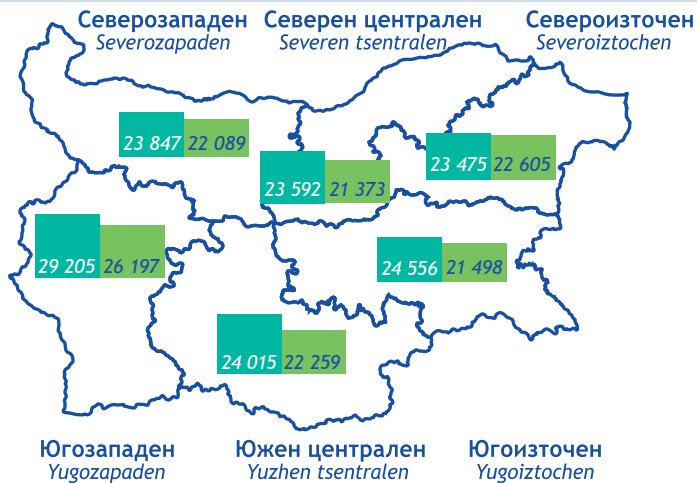 Северозападен Северен централен Североизточен
Severozapaden Severen tsentralen Severoiztochen
23 847 22 089
23 475 22 605
23 592 21 373
29 205 26 197
24 556 21 498
24 015 22 259
Югозападен Южен централен Югоизточен
Yugozapaden Yuzhen tsentralen Yugoiztochen